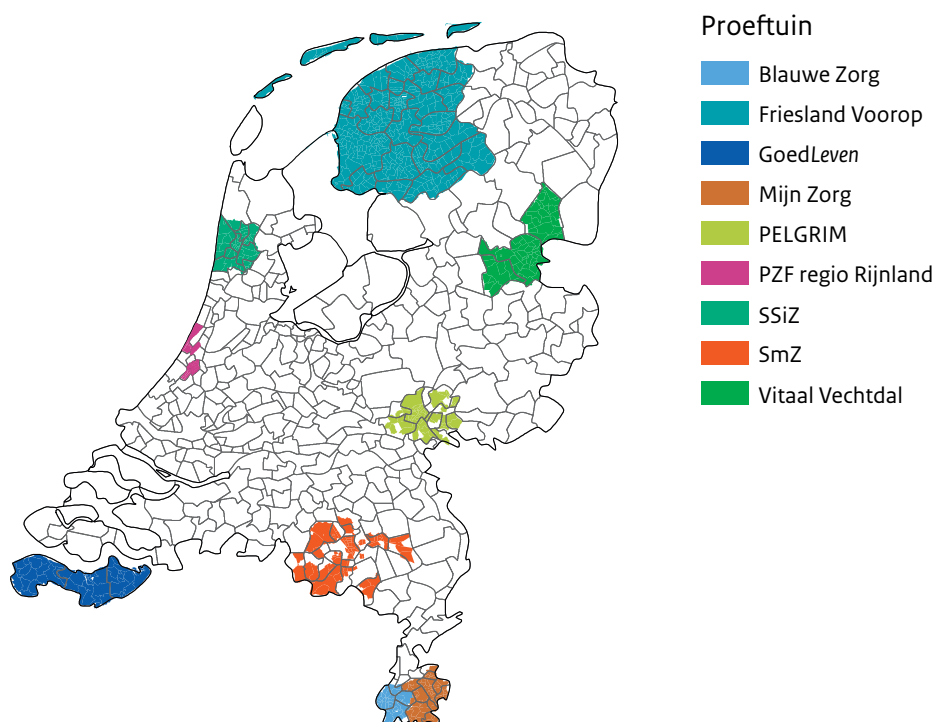 Proeftuin
Blauwe Zorg
Friesland Voorop
GoedLeven
Mijn Zorg
PELGRIM
PZF regio Rijnland
SSiZ
SmZ
Vitaal Vechtdal